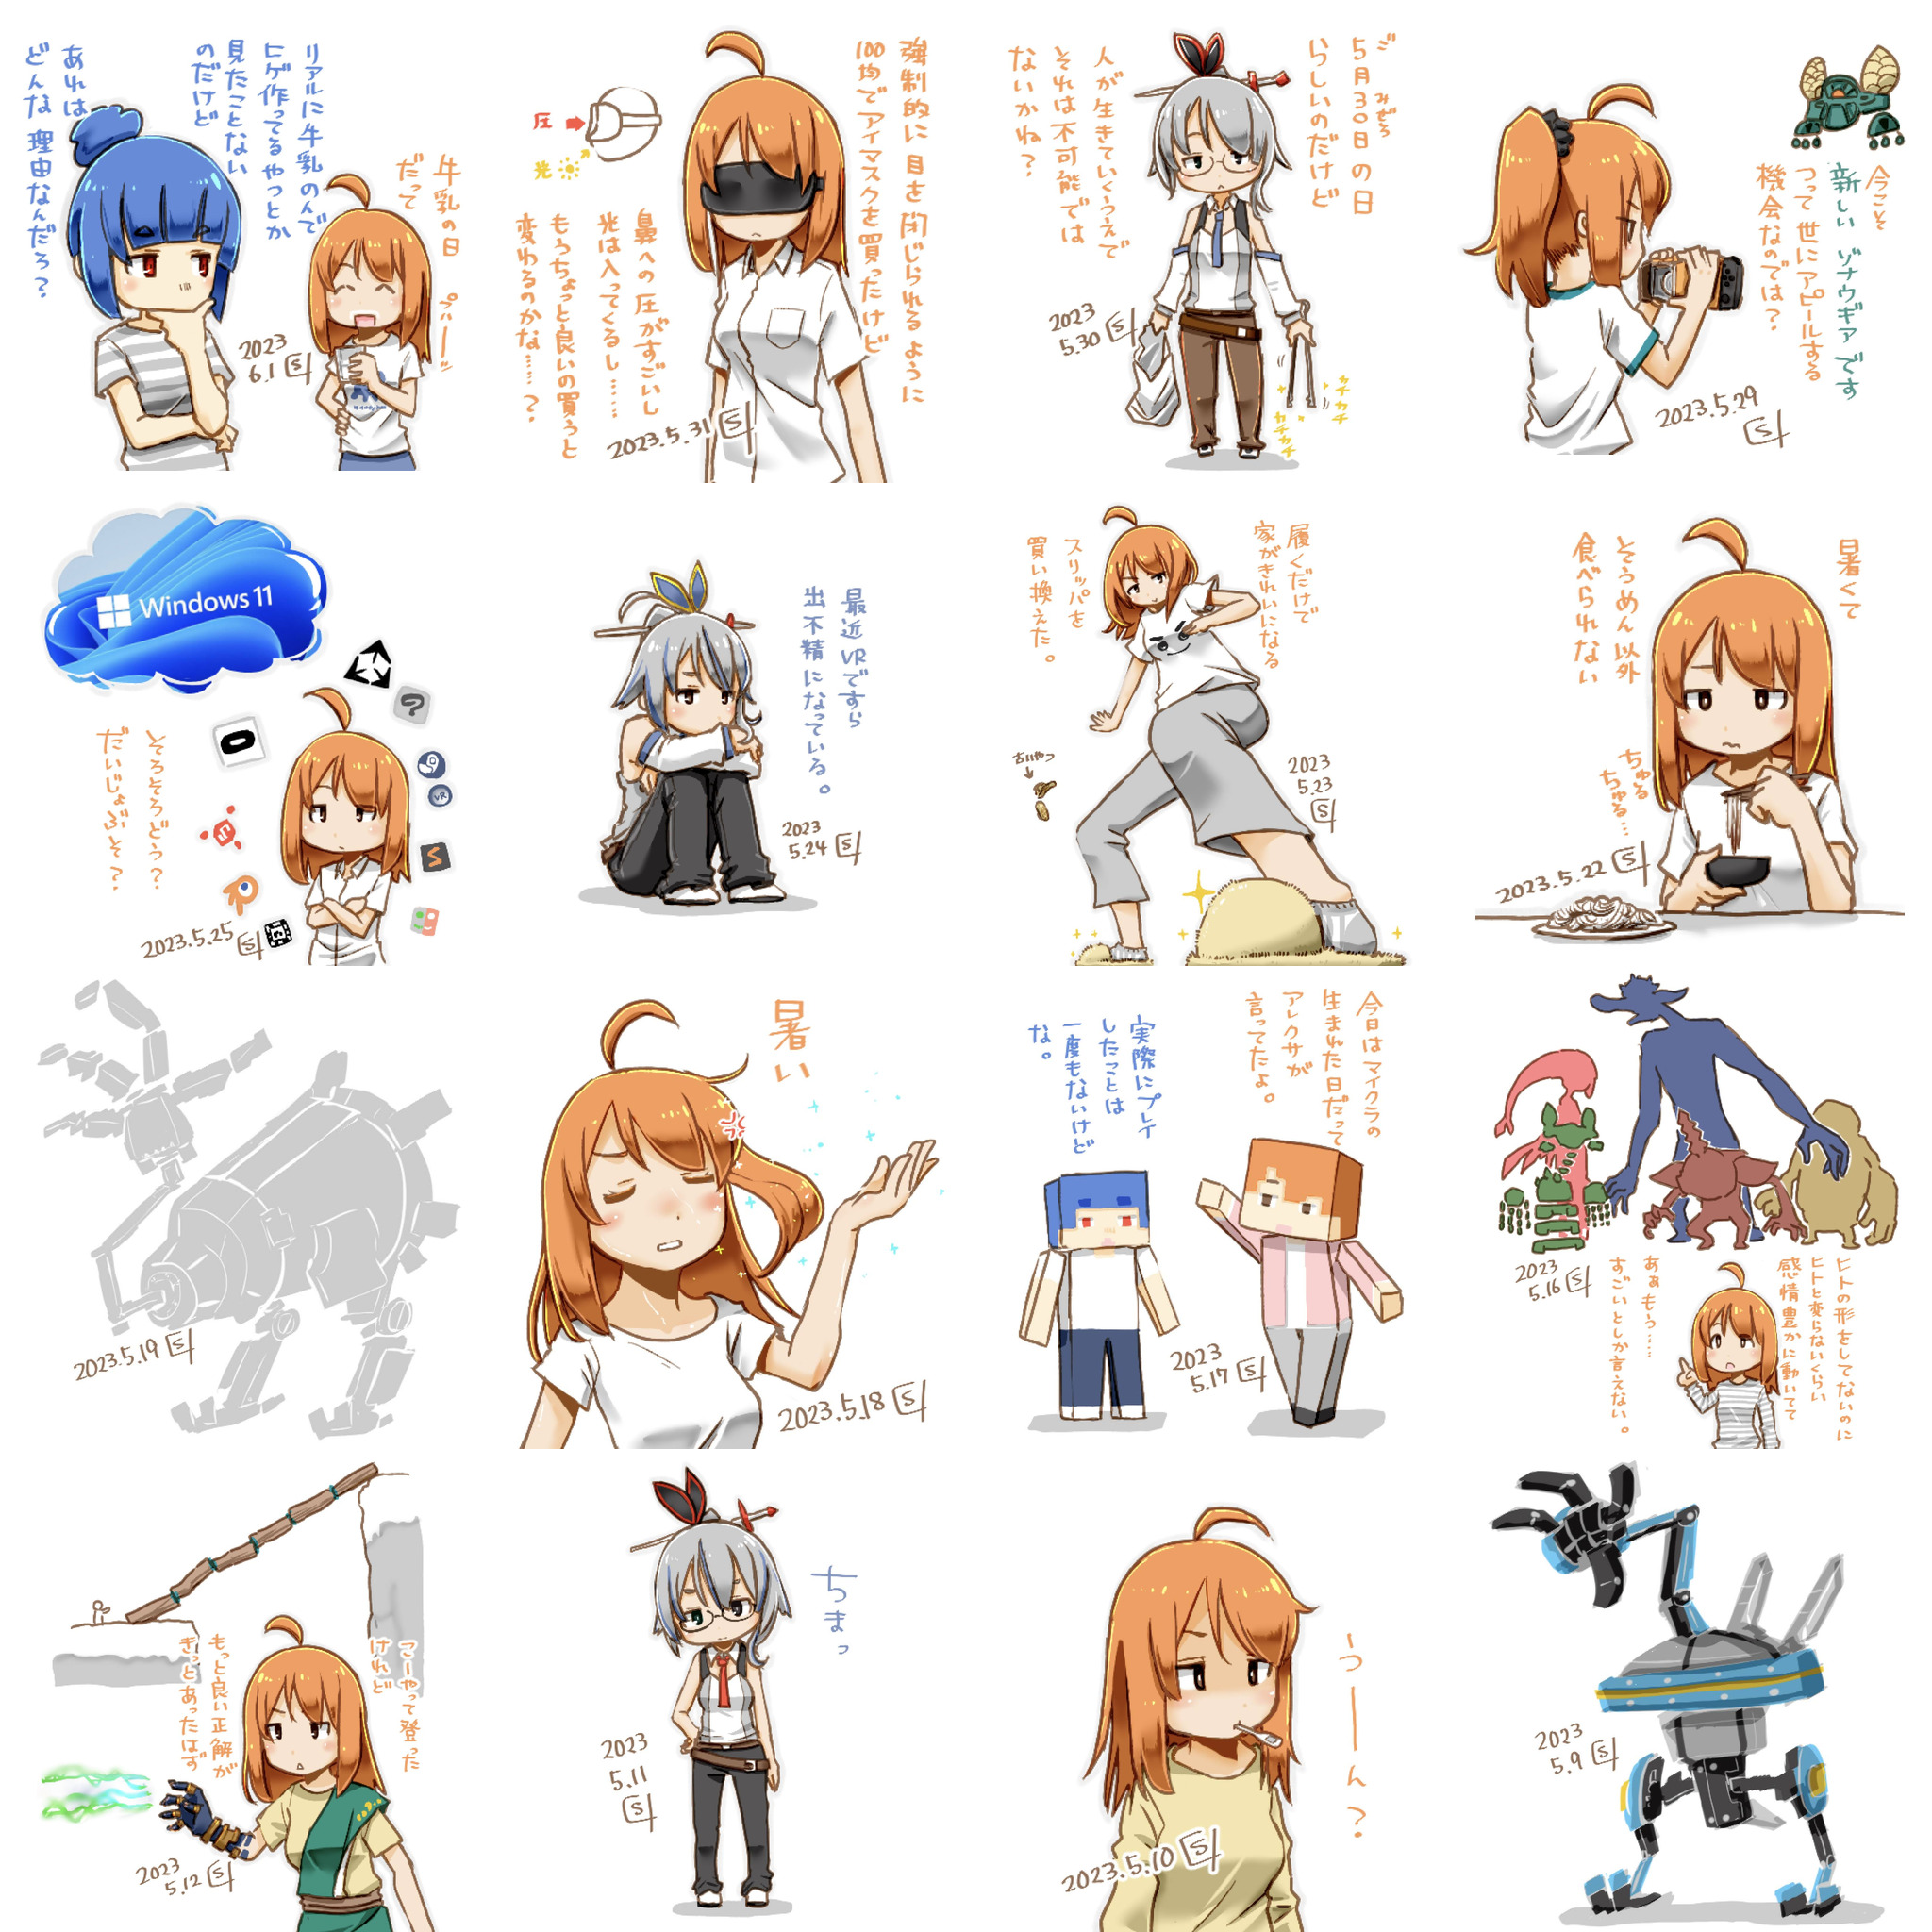 牛乳の日
だって
プハーッ
リアルに牛乳のんで
ヒゲ作ってるやつとか
見たことない
のだけど
あれは
どんな理由なんだろ?
2023
6.1
強制的に目を閉じられるように
100均でアイマスクを買ったけど
圧
光
鼻への圧がすごいし
光は入ってくるし……
もうちょっと良いの買うと
変わるのかな……?
2023.5.31
5月30日の日
ご みぜろ
らしいのだけど
人が生きていくうえで
それは不可能では
ないかね?
2023
5.30
カチカチ
カチカチ
今こそ
新しいゾナウギアです
つって世にアピールする
機会なのでは?
2023.5.29
Windows 11
VR
そろそろどう?
だいじょぶそ?
2023.5.25
最近VRですら
出不精になっている。
2023
5.24
履くだけで
家がきれいになる
スリッパを
買い換えた。
古いやつ
2023
5.23
暑くて
そうめん以外
食べられない
ちゅる
ちゅる…
2023.5.22
2023.5.19
暑い
2023.5.18
今日はマイクラの
生まれた日だって
アレクサが
言ってたよ。
実際にプレイ
したことは
一度もないけど
な。
2023
5.17
2023
5.16
ヒトの形をしてないのに
ヒトと変らないくらい
感情豊かに動いてて
あぁもう……
すごいとしか言えない。
こーやって登った
けれど
もっと良い正解が
きっとあったはず
2023
5.12
ちまっ
2023
5.11
うーーん?
2023.5.10
2023
5.9